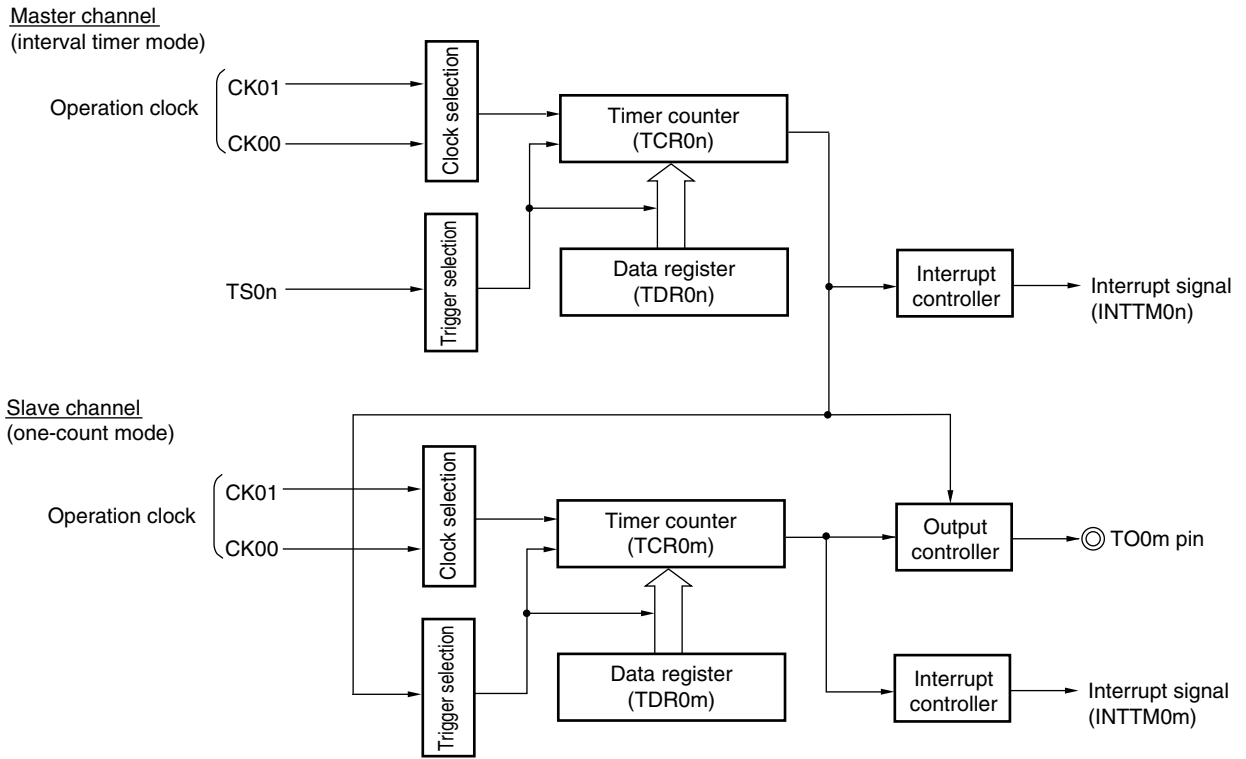 Master channel
(interval timer mode)
Operation clock
CK01
CK00
Clock selection
Timer counter
(TCR0n)
TS0n
Trigger selection
Data register
(TDR0n)
Interrupt
controller
Interrupt signal
(INTTM0n)
Slave channel
(one-count mode)
Operation clock
CK01
CK00
Clock selection
Timer counter
(TCR0m)
Output
controller
TO0m pin
Trigger selection
Data register
(TDR0m)
Interrupt
controller
Interrupt signal
(INTTM0m)